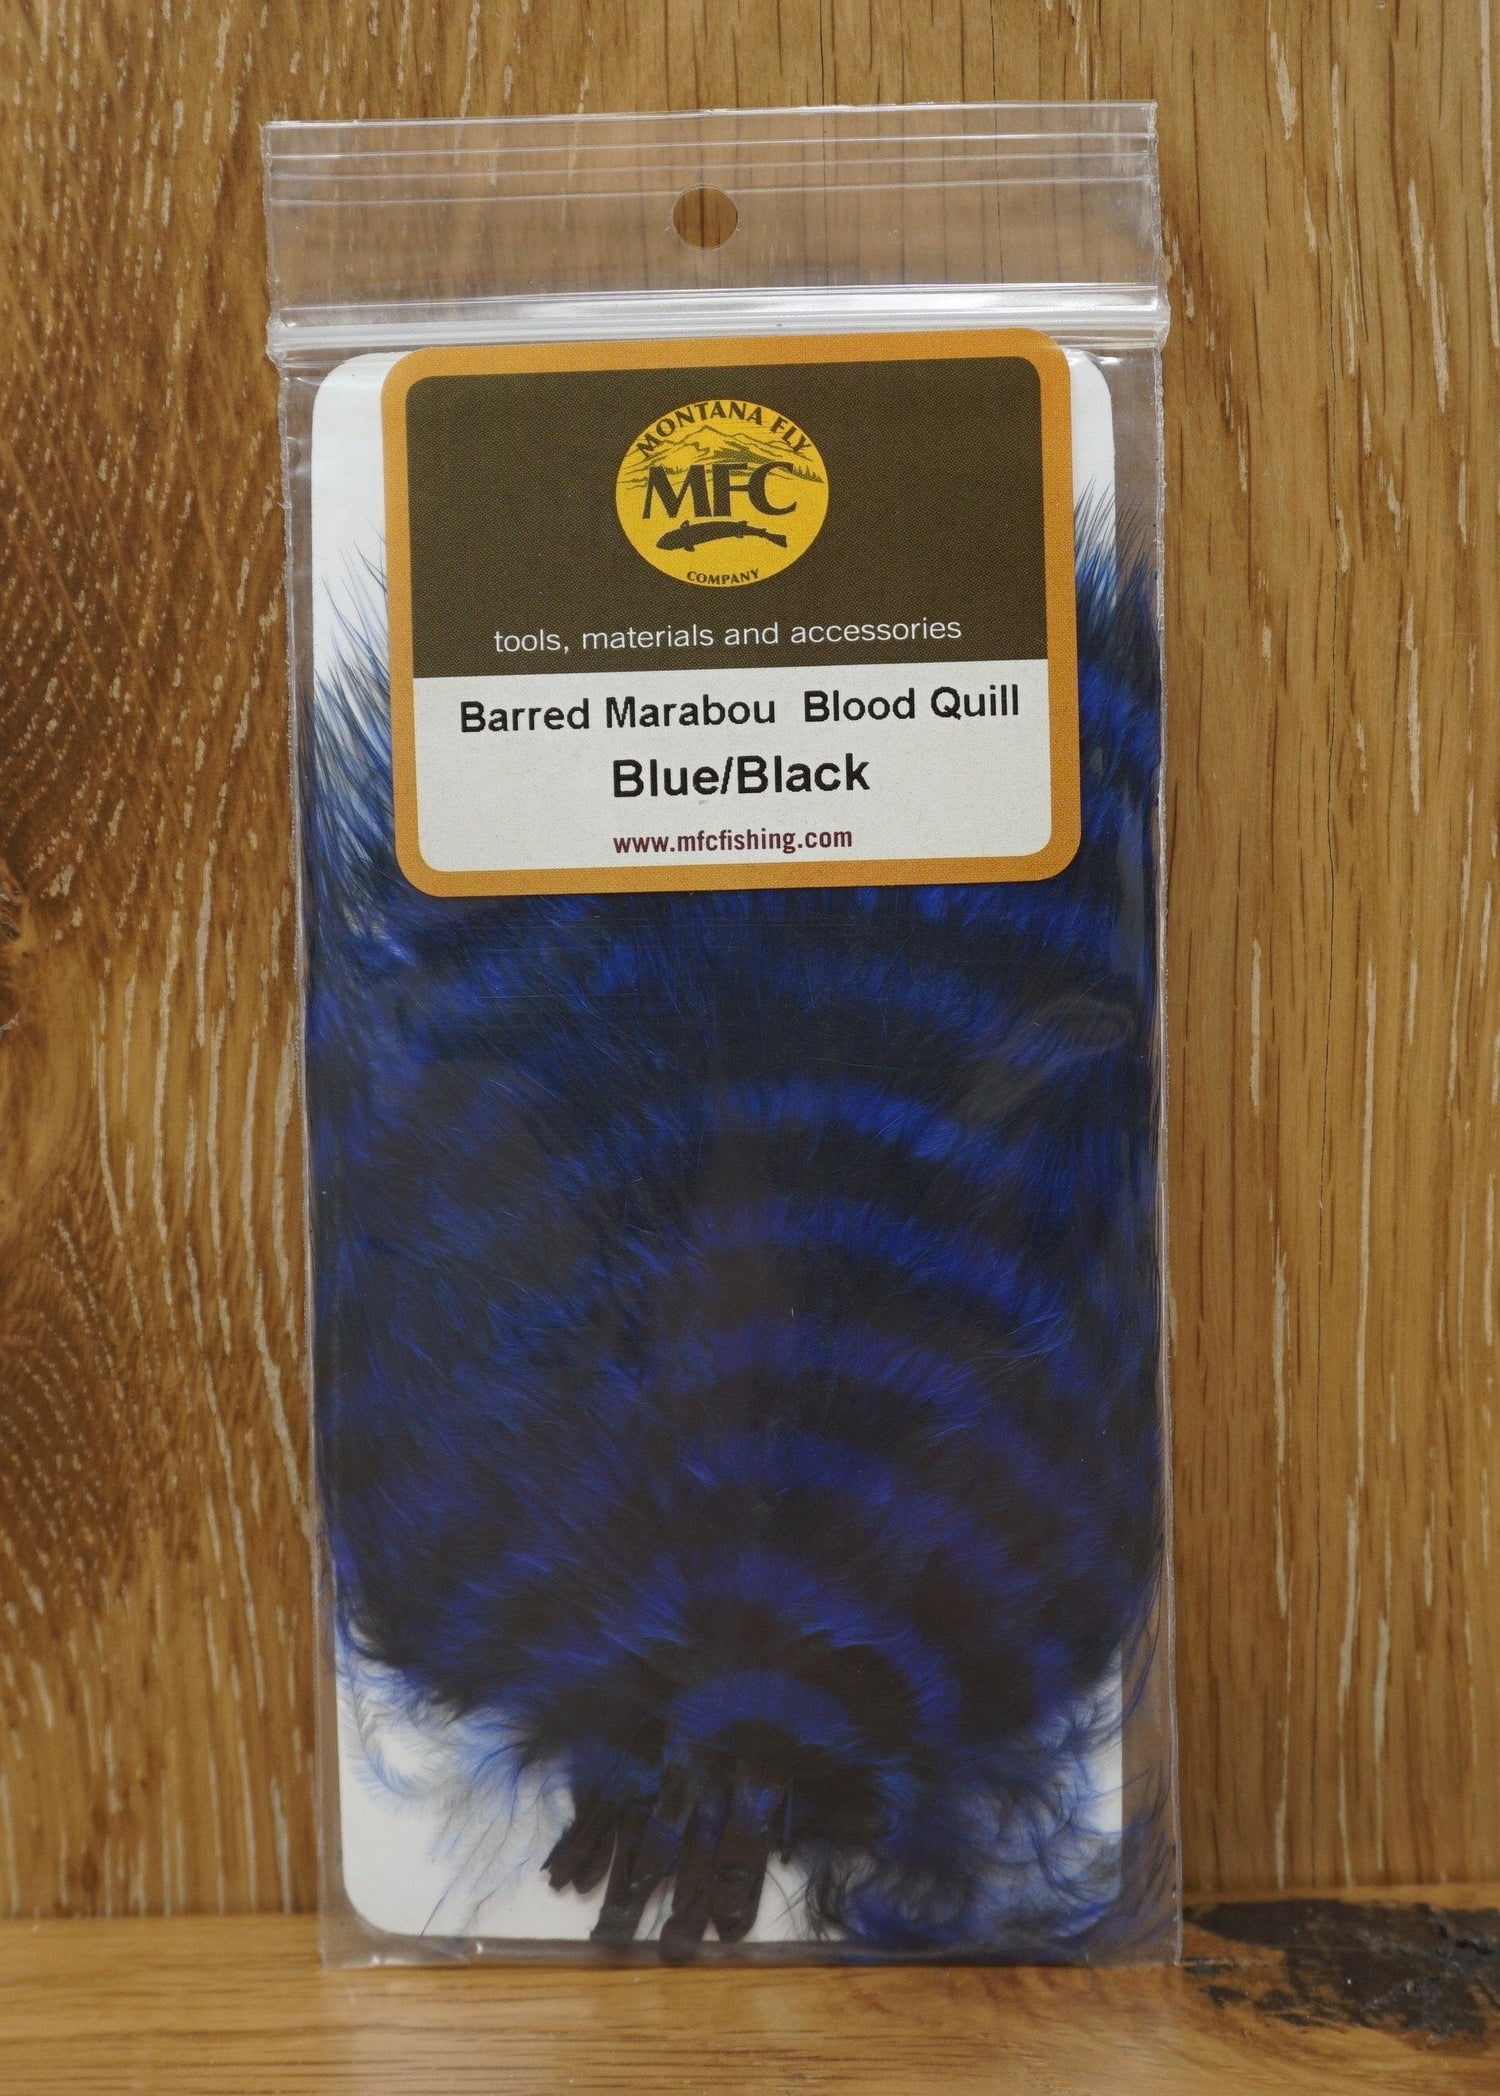 MONTANA FLY
MFC
COMPANY
tools, materials and accessories
Barred Marabou Blood Quill
Blue/Black
www.mfcfishing.com